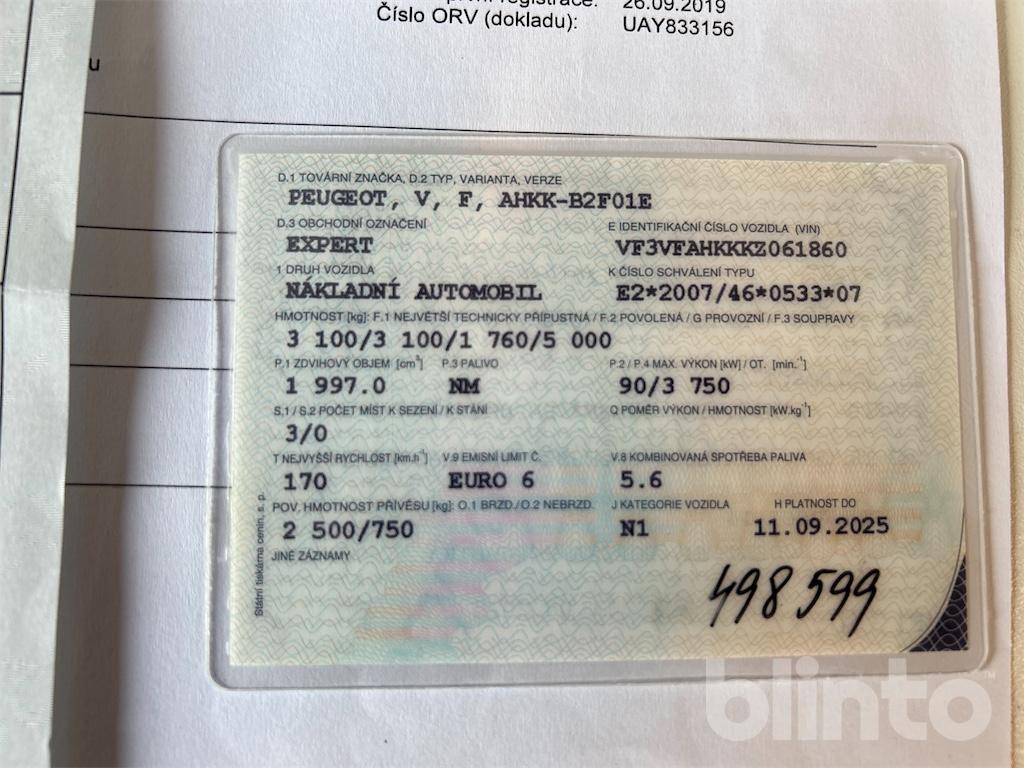 první registrace: 26.09.2019
Číslo ORV (dokladu): UAY833156
u
D.1 TOVÁRNÍ ZNAČKA, D.2 TYP, VARIANTA, VERZE
PEUGEOT, V, F, AHKK-B2F01E
D.3 OBCHODNÍ OZNAČENÍ E IDENTIFIKAČNÍ ČÍSLO VOZIDLA (VIN)
EXPERT VF3VFAHKKKZ061860
1 DRUH VOZIDLA K ČÍSLO SCHVÁLENÍ TYPU
NÁKLADNÍ AUTOMOBIL E2*2007/46*0533*07
HMOTNOST [kg]: F.1 NEJVĚTŠÍ TECHNICKY PŘÍPUSTNÁ / F.2 POVOLENÁ / G PROVOZNÍ / F.3 SOUPRAVY
3 100/3 100/1 760/5 000
P.1 ZDVIHOVÝ OBJEM [cm³] P.3 PALIVO P.2 / P.4 MAX. VÝKON [kW] / OT. [min.⁻¹]
1 997.0 NM 90/3 750
S.1 / S.2 POČET MÍST K SEZENÍ / K STÁNÍ Q POMĚR VÝKON / HMOTNOST [kW.kg⁻¹]
3/0
T NEJVYŠŠÍ RYCHLOST [km.h⁻¹] V.9 EMISNÍ LIMIT Č. V.8 KOMBINOVANÁ SPOTŘEBA PALIVA
170 EURO 6 5.6
POV. HMOTNOST PŘÍVĚSU [kg]: O.1 BRZD./O.2 NEBRZD. J KATEGORIE VOZIDLA H PLATNOST DO
2 500/750 N1 11.09.2025
JINÉ ZÁZNAMY
498 599
Státní tiskárna cenin, s. p.
blinto™